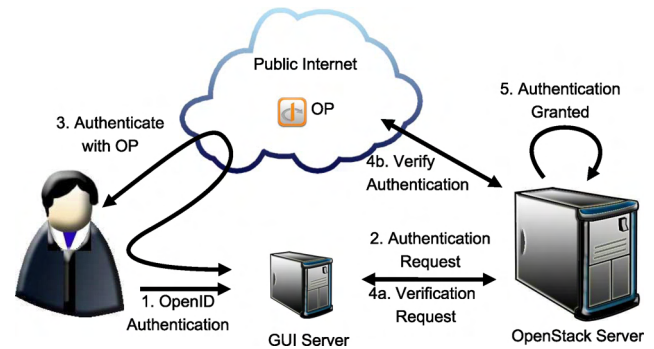 Public Internet
OP
5. Authentication
Granted
3. Authenticate
with OP
4b. Verify
Authentication
2. Authentication
Request
4a. Verification
Request
1. OpenID
Authentication
GUI Server
OpenStack Server